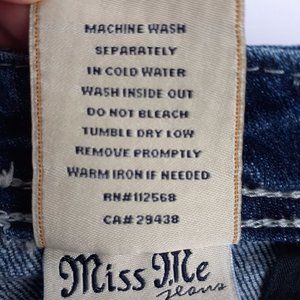 MACHINE WASH
SEPARATELY
IN COLD WATER
WASH INSIDE OUT
DO NOT BLEACH
TUMBLE DRY LOW
REMOVE PROMPTLY
WARM IRON IF NEEDED
RN#112568
CA#29438
Miss Me
Jeans